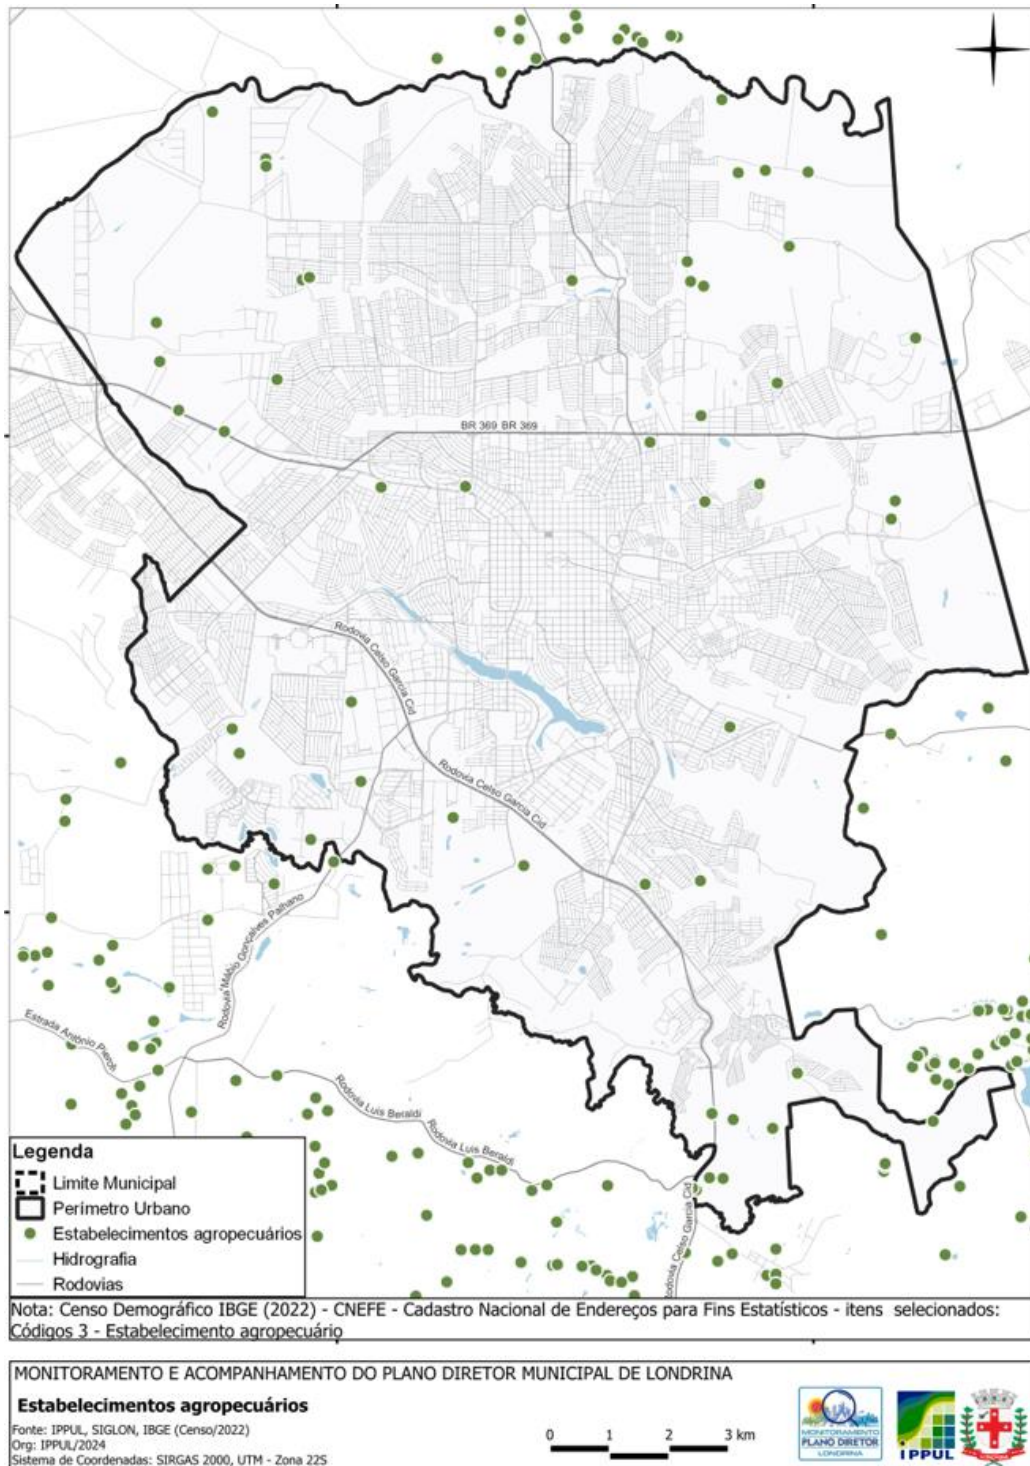 BR 369 BR 369
Rodovia Celso Garcia Cid
Rodovia Celso Garcia Cid
Rodovia Mábio Gonçalves Palhano
Estrada Antônio Pieroli
Rodovia Luis Beraldi
Rodovia Luis Beraldi
Rodovia Celso Garcia Cid
Legenda
Limite Municipal
Perímetro Urbano
Estabelecimentos agropecuários
Hidrografia
Rodovias
Nota: Censo Demográfico IBGE (2022) - CNEFE - Cadastro Nacional de Endereços para Fins Estatísticos - itens selecionados:
Códigos 3 - Estabelecimento agropecuário
MONITORAMENTO E ACOMPANHAMENTO DO PLANO DIRETOR MUNICIPAL DE LONDRINA
Estabelecimentos agropecuários
Fonte: IPPUL, SIGLON, IBGE (Censo/2022)
Org: IPPUL/2024
Sistema de Coordenadas: SIRGAS 2000, UTM - Zona 22S
0 1 2 3 km
MONITORAMENTO
PLANO DIRETOR
LONDRINA
IPPUL